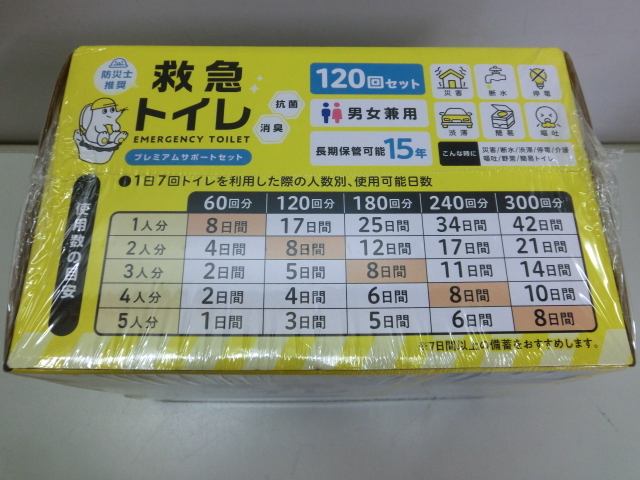 防災士
推奨
救急
トイレ
EMERGENCY TOILET
プレミアムサポートセット
抗菌
消臭
120回セット
男女兼用
長期保管可能15年
災害
断水
停電
渋滞
簡易
嘔吐
こんな時に
災害/断水/渋滞/停電/介護
嘔吐/野営/簡易トイレ
1日7回トイレを利用した際の人数別、使用可能日数
使用数の目安
60回分 120回分 180回分 240回分 300回分
1人分 8日間 17日間 25日間 34日間 42日間
2人分 4日間 8日間 12日間 17日間 21日間
3人分 2日間 5日間 8日間 11日間 14日間
4人分 2日間 4日間 6日間 8日間 10日間
5人分 1日間 3日間 5日間 6日間 8日間
※7日間以上の備蓄をおすすめします。